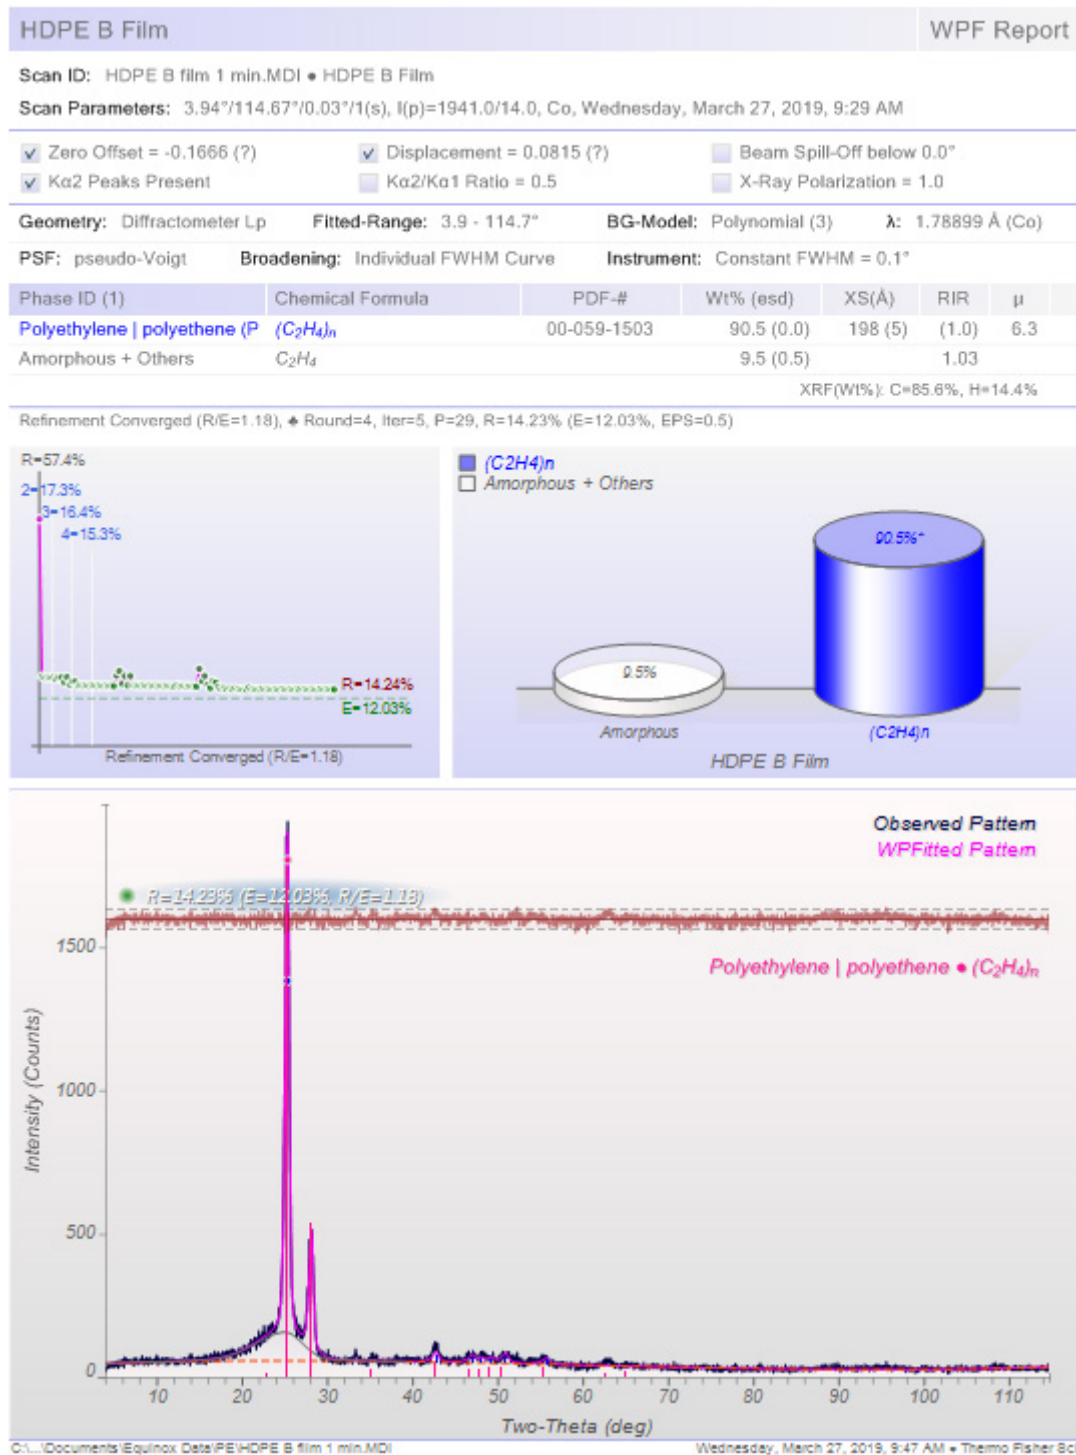 HDPE B Film WPF Report
Scan ID: HDPE B film 1 min.MDI ● HDPE B Film
Scan Parameters: 3.94°/114.67°/0.03°/1(s), I(p)=1941.0/14.0, Co, Wednesday, March 27, 2019, 9:29 AM
Zero Offset = -0.1666 (?) Displacement = 0.0815 (?) Beam Spill-Off below 0.0°
Kα2 Peaks Present Kα2/Kα1 Ratio = 0.5 X-Ray Polarization = 1.0
Geometry: Diffractometer Lp Fitted-Range: 3.9 - 114.7° BG-Model: Polynomial (3) λ: 1.78899 Å (Co)
PSF: pseudo-Voigt Broadening: Individual FWHM Curve Instrument: Constant FWHM = 0.1°
Phase ID (1) Chemical Formula PDF-# Wt% (esd) XS(Å) RIR μ
Polyethylene | polyethene (P (C₂H₄)n 00-059-1503 90.5 (0.0) 198 (5) (1.0) 6.3
Amorphous + Others C₂H₄ 9.5 (0.5) 1.03
XRF(Wt%): C=85.6%, H=14.4%
Refinement Converged (R/E=1.18), ♠ Round=4, Iter=5, P=29, R=14.23% (E=12.03%, EPS=0.5)
R=57.4%
2=17.3%
3=16.4%
4=15.3%
R=14.24%
E=12.03%
Refinement Converged (R/E=1.18)
(C2H4)n
Amorphous + Others
90.5%*
9.5%
Amorphous (C2H4)n
HDPE B Film
Observed Pattern
WPFitted Pattern
R=14.23% (E=12.03%, R/E=1.18)
Polyethylene | polyethene ● (C₂H₄)n
Intensity (Counts)
1500
1000
500
0
10 20 30 40 50 60 70 80 90 100 110
Two-Theta (deg)
C:\...\Documents\Equinox Data\PE\HDPE B film 1 min.MDI Wednesday, March 27, 2019, 9:47 AM ● Thermo Fisher Sc